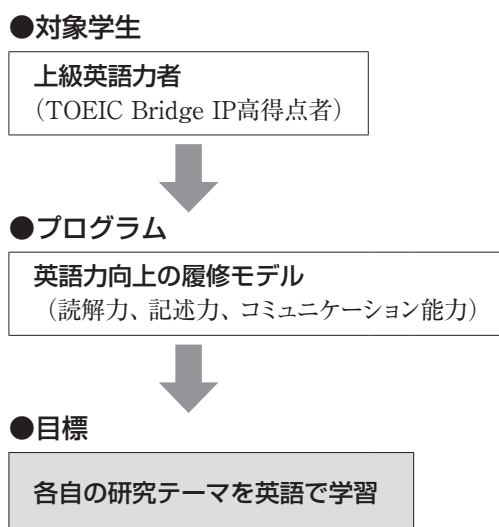 ●対象学生
上級英語力者
（TOEIC Bridge IP高得点者）
●プログラム
英語力向上の履修モデル
（読解力、記述力、コミュニケーション能力）
●目標
各自の研究テーマを英語で学習